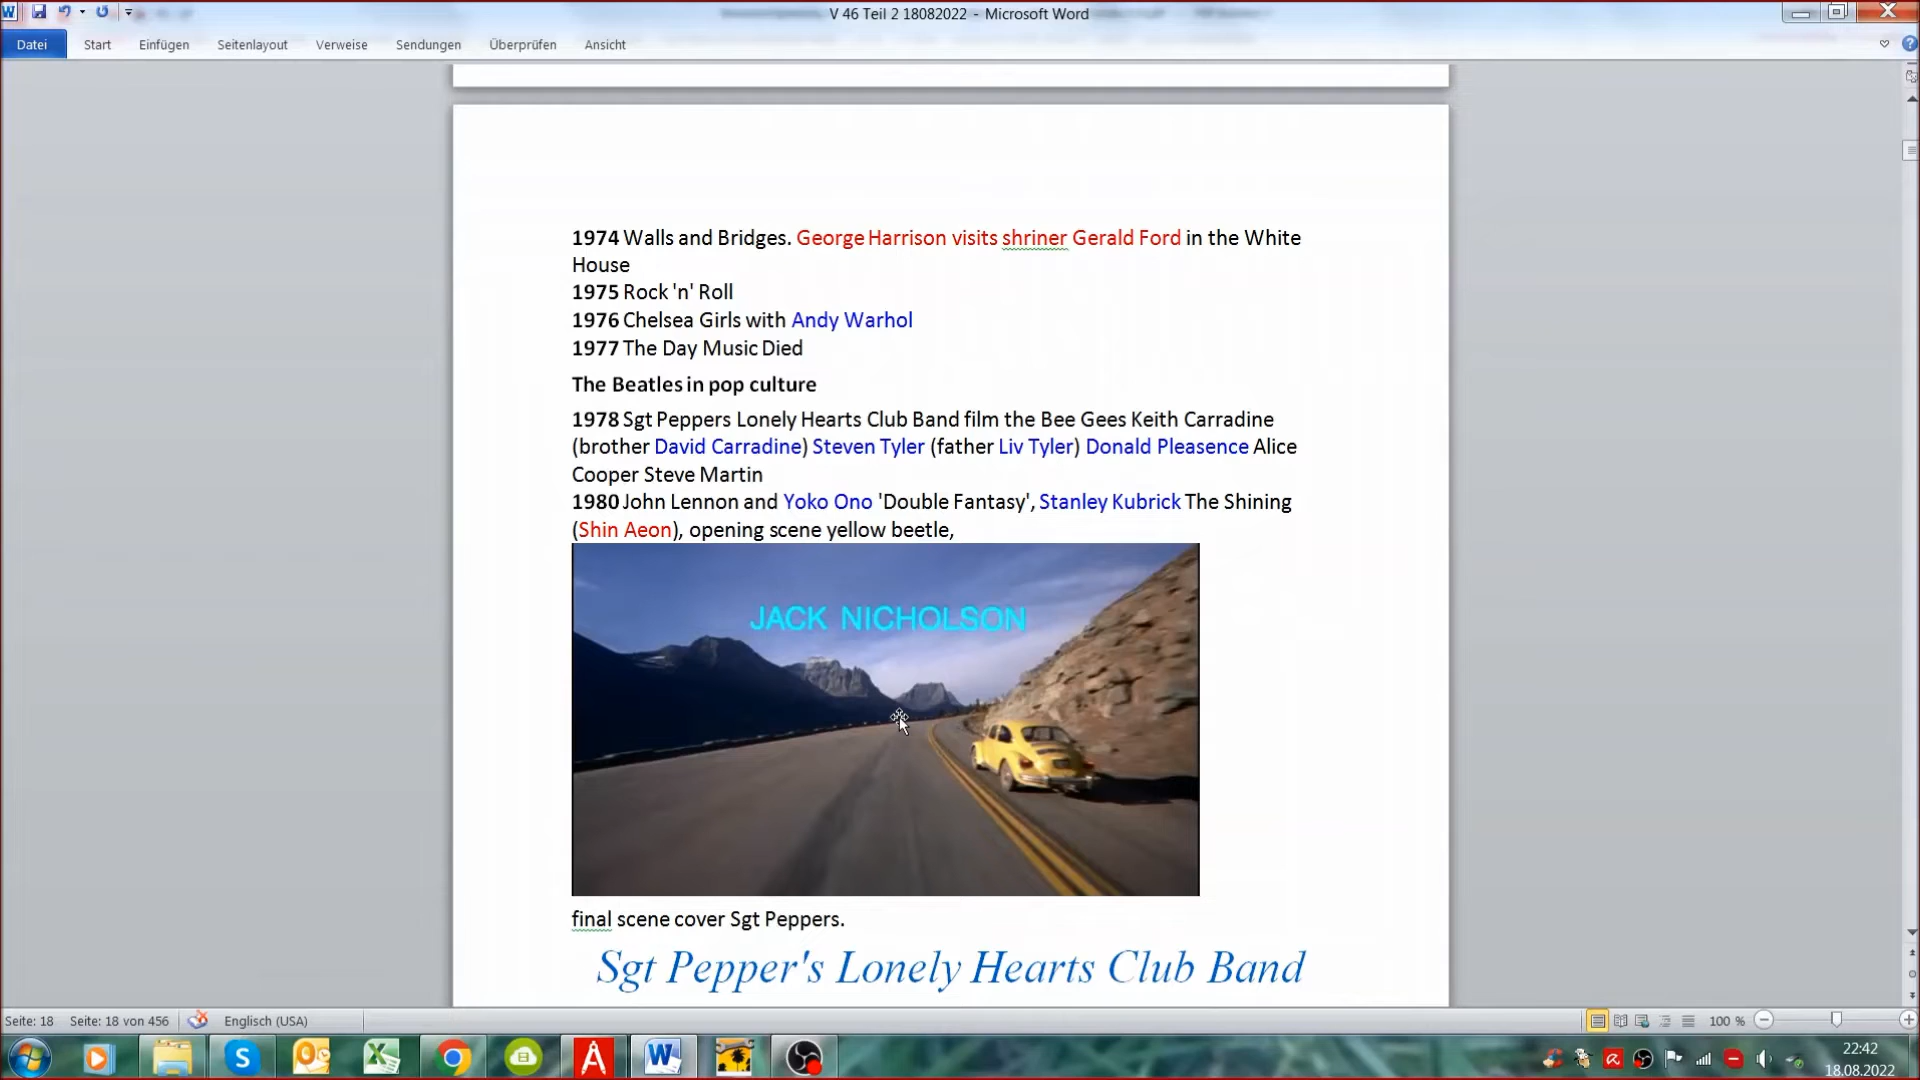 V 46 Teil 2 18082022 - Microsoft Word
Datei Start Einfügen Seitenlayout Verweise Sendungen Überprüfen Ansicht
1974 Walls and Bridges. George Harrison visits shriner Gerald Ford in the White
House
1975 Rock 'n' Roll
1976 Chelsea Girls with Andy Warhol
1977 The Day Music Died
The Beatles in pop culture
1978 Sgt Peppers Lonely Hearts Club Band film the Bee Gees Keith Carradine
(brother David Carradine) Steven Tyler (father Liv Tyler) Donald Pleasence Alice
Cooper Steve Martin
1980 John Lennon and Yoko Ono 'Double Fantasy', Stanley Kubrick The Shining
(Shin Aeon), opening scene yellow beetle,
JACK NICHOLSON
final scene cover Sgt Peppers.
Sgt Pepper's Lonely Hearts Club Band
Seite: 18 Seite: 18 von 456 Englisch (USA) 100 %
22:42
18.08.2022